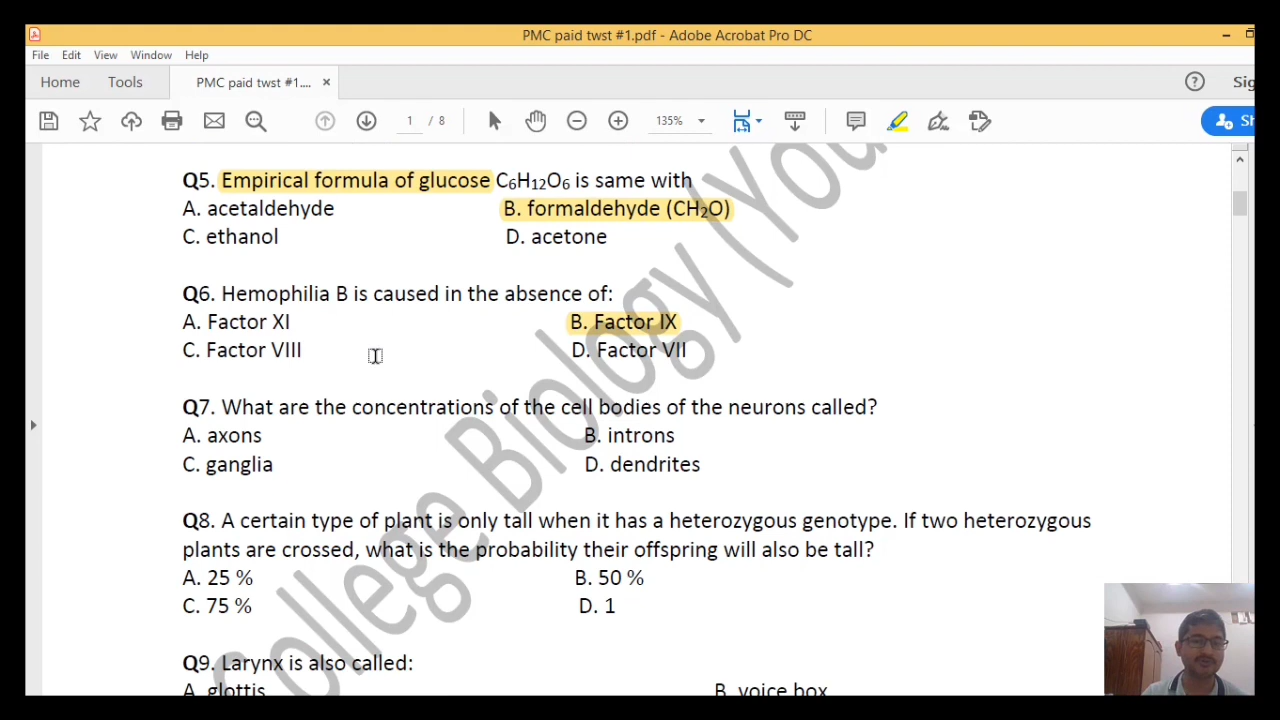 PMC paid twst #1.pdf - Adobe Acrobat Pro DC
File Edit View Window Help
Home Tools PMC paid twst #1.... × ? Sig
1 / 8 135%
Q5. Empirical formula of glucose C₆H₁₂O₆ is same with
A. acetaldehyde B. formaldehyde (CH₂O)
C. ethanol D. acetone
Q6. Hemophilia B is caused in the absence of:
A. Factor XI B. Factor IX
C. Factor VIII D. Factor VII
Q7. What are the concentrations of the cell bodies of the neurons called?
A. axons B. introns
C. ganglia D. dendrites
Q8. A certain type of plant is only tall when it has a heterozygous genotype. If two heterozygous
plants are crossed, what is the probability their offspring will also be tall?
A. 25 % B. 50 %
C. 75 % D. 1
Q9. Larynx is also called:
A. glottis B. voice box
College Biology (You